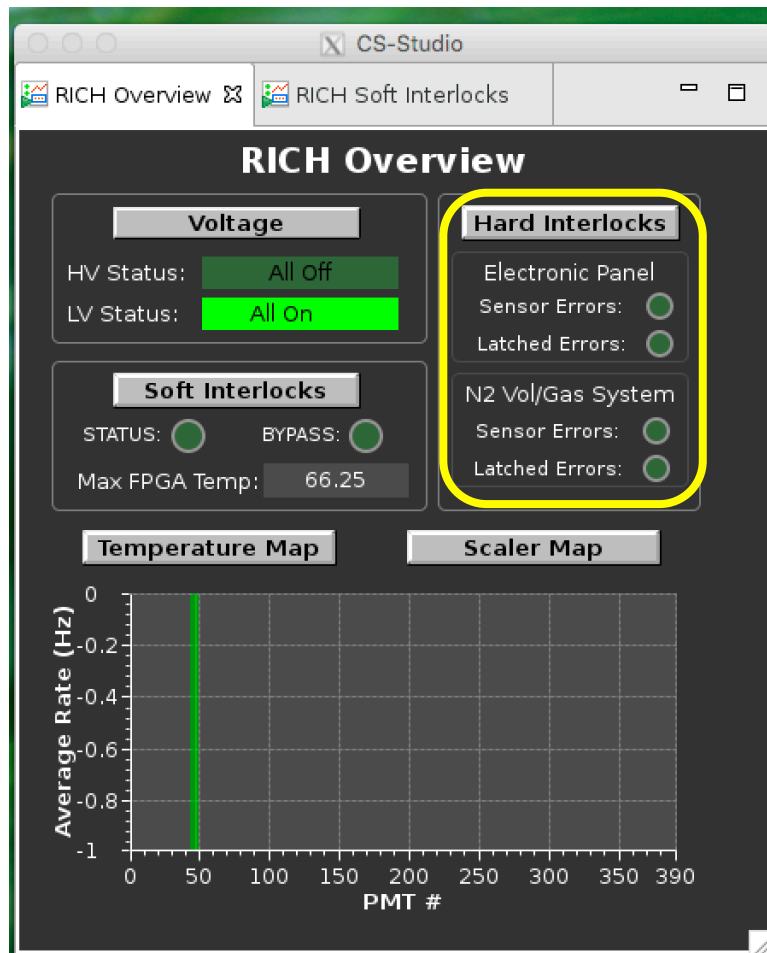 CS-Studio
RICH Overview
RICH Soft Interlocks
RICH Overview
Voltage
HV Status: All Off
LV Status: All On
Soft Interlocks
STATUS: BYPASS:
Max FPGA Temp: 66.25
Hard Interlocks
Electronic Panel
Sensor Errors:
Latched Errors:
N2 Vol/Gas System
Sensor Errors:
Latched Errors:
Temperature Map
Scaler Map
Average Rate (Hz)
0
-0.2
-0.4
-0.6
-0.8
-1
0 50 100 150 200 250 300 350 390
PMT #